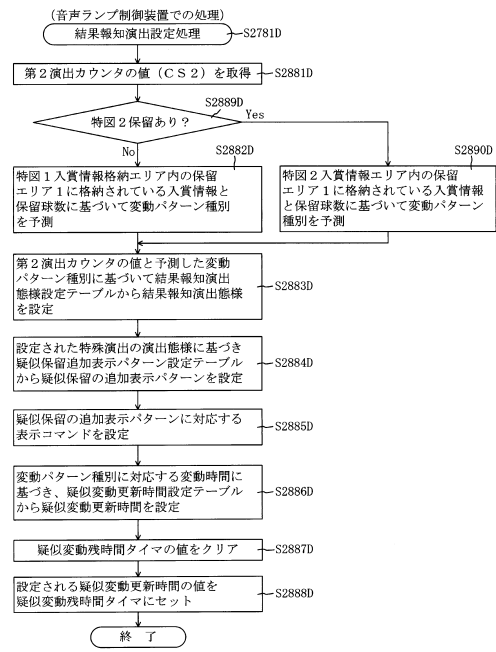 (音声ランプ制御装置での処理)
結果報知演出設定処理
S2781D
第2演出カウンタの値(CS2)を取得
S2881D
S2889D
特図2保留あり?
Yes
No
S2882D
S2890D
特図1入賞情報格納エリア内の保留
エリア1に格納されている入賞情報と
保留球数に基づいて変動パターン種別
を予測
特図2入賞情報エリア内の保留
エリア1に格納されている入賞情報
と保留球数に基づいて変動パターン
種別を予測
第2演出カウンタの値と予測した変動
パターン種別に基づいて結果報知演出
態様設定テーブルから結果報知演出態様
を設定
S2883D
設定された特殊演出の演出態様に基づき
疑似保留追加表示パターン設定テーブル
から疑似保留の追加表示パターンを設定
S2884D
疑似保留の追加表示パターンに対応する
表示コマンドを設定
S2885D
変動パターン種別に対応する変動時間に
基づき、疑似変動更新時間設定テーブル
から疑似変動更新時間を設定
S2886D
疑似変動残時間タイマの値をクリア
S2887D
設定される疑似変動更新時間の値を
疑似変動残時間タイマにセット
S2888D
終 了